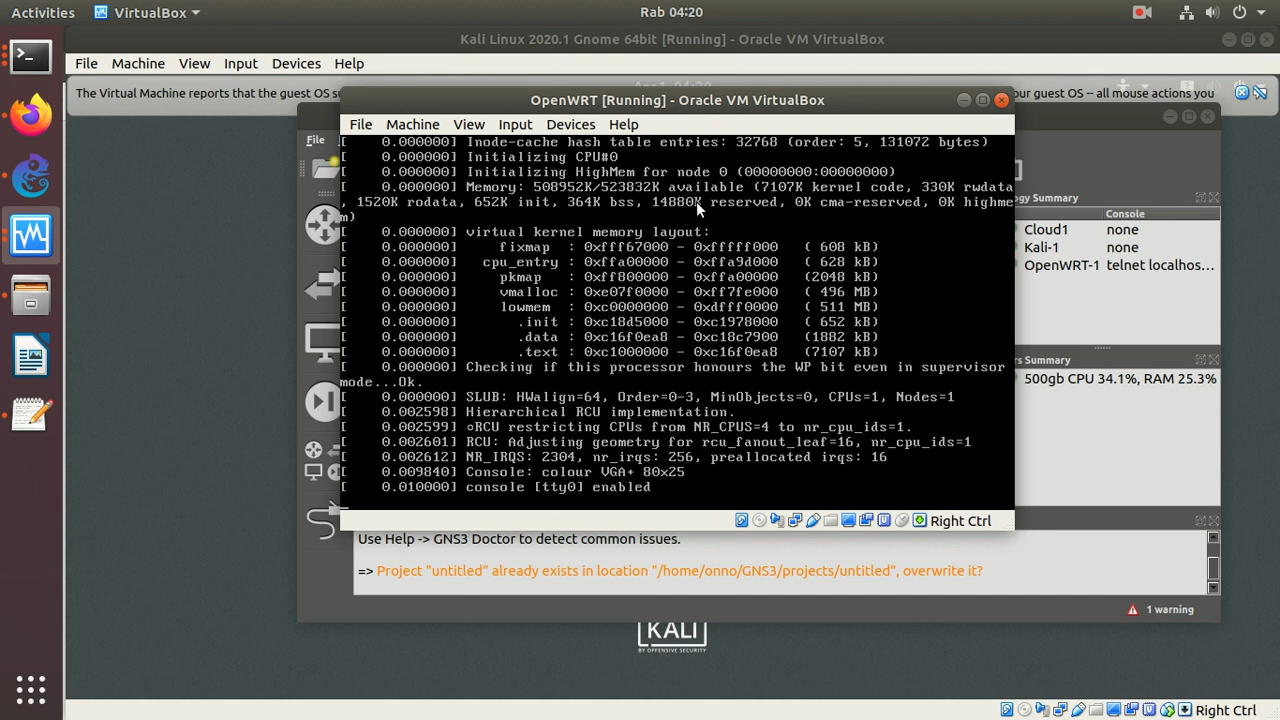 Activities VirtualBox Rab 04:20
Kali Linux 2020.1 Gnome 64bit [Running] - Oracle VM VirtualBox
File Machine View Input Devices Help
The Virtual Machine reports that the guest OS su our guest OS -- all mouse actions you
OpenWRT [Running] - Oracle VM VirtualBox
File Machine View Input Devices Help
[ 0.000000] Inode-cache hash table entries: 32768 (order: 5, 131072 bytes)
[ 0.000000] Initializing CPU#0
[ 0.000000] Initializing HighMem for node 0 (00000000:00000000)
[ 0.000000] Memory: 508952K/523832K available (7107K kernel code, 330K rwdata
, 1520K rodata, 652K init, 364K bss, 14880K reserved, 0K cma-reserved, 0K highme
m)
[ 0.000000] virtual kernel memory layout:
fixmap : 0xfff67000 - 0xfffff000 ( 608 kB)
[ 0.000000] cpu_entry : 0xffa00000 - 0xffa9d000 ( 628 kB)
[ 0.000000] pkmap : 0xff800000 - 0xffa00000 (2048 kB)
[ 0.000000] vmalloc : 0xe07f0000 - 0xff7fe000 ( 496 MB)
[ 0.000000] lowmem : 0xc0000000 - 0xdfff0000 ( 511 MB)
[ 0.000000] .init : 0xc18d5000 - 0xc1978000 ( 652 kB)
[ 0.000000] .data : 0xc16f0ea8 - 0xc18c7900 (1882 kB)
[ 0.000000] .text : 0xc1000000 - 0xc16f0ea8 (7107 kB)
[ 0.000000] Checking if this processor honours the WP bit even in supervisor
mode...Ok.
[ 0.000000] SLUB: HWalign=64, Order=0-3, MinObjects=0, CPUs=1, Nodes=1
[ 0.002598] Hierarchical RCU implementation.
[ 0.002599] ○RCU restricting CPUs from NR_CPUS=4 to nr_cpu_ids=1.
[ 0.002601] RCU: Adjusting geometry for rcu_fanout_leaf=16, nr_cpu_ids=1
[ 0.002612] NR_IRQS: 2304, nr_irqs: 256, preallocated irqs: 16
[ 0.009840] Console: colour VGA+ 80x25
[ 0.010000] console [tty0] enabled
Right Ctrl
File
gy Summary
Console
Cloud1 none
Kali-1 none
OpenWRT-1 telnet localhos...
rs Summary
500gb CPU 34.1%, RAM 25.3%
Use Help -> GNS3 Doctor to detect common issues.
=> Project "untitled" already exists in location "/home/onno/GNS3/projects/untitled", overwrite it?
1 warning
KALI
BY OFFENSIVE SECURITY
Right Ctrl